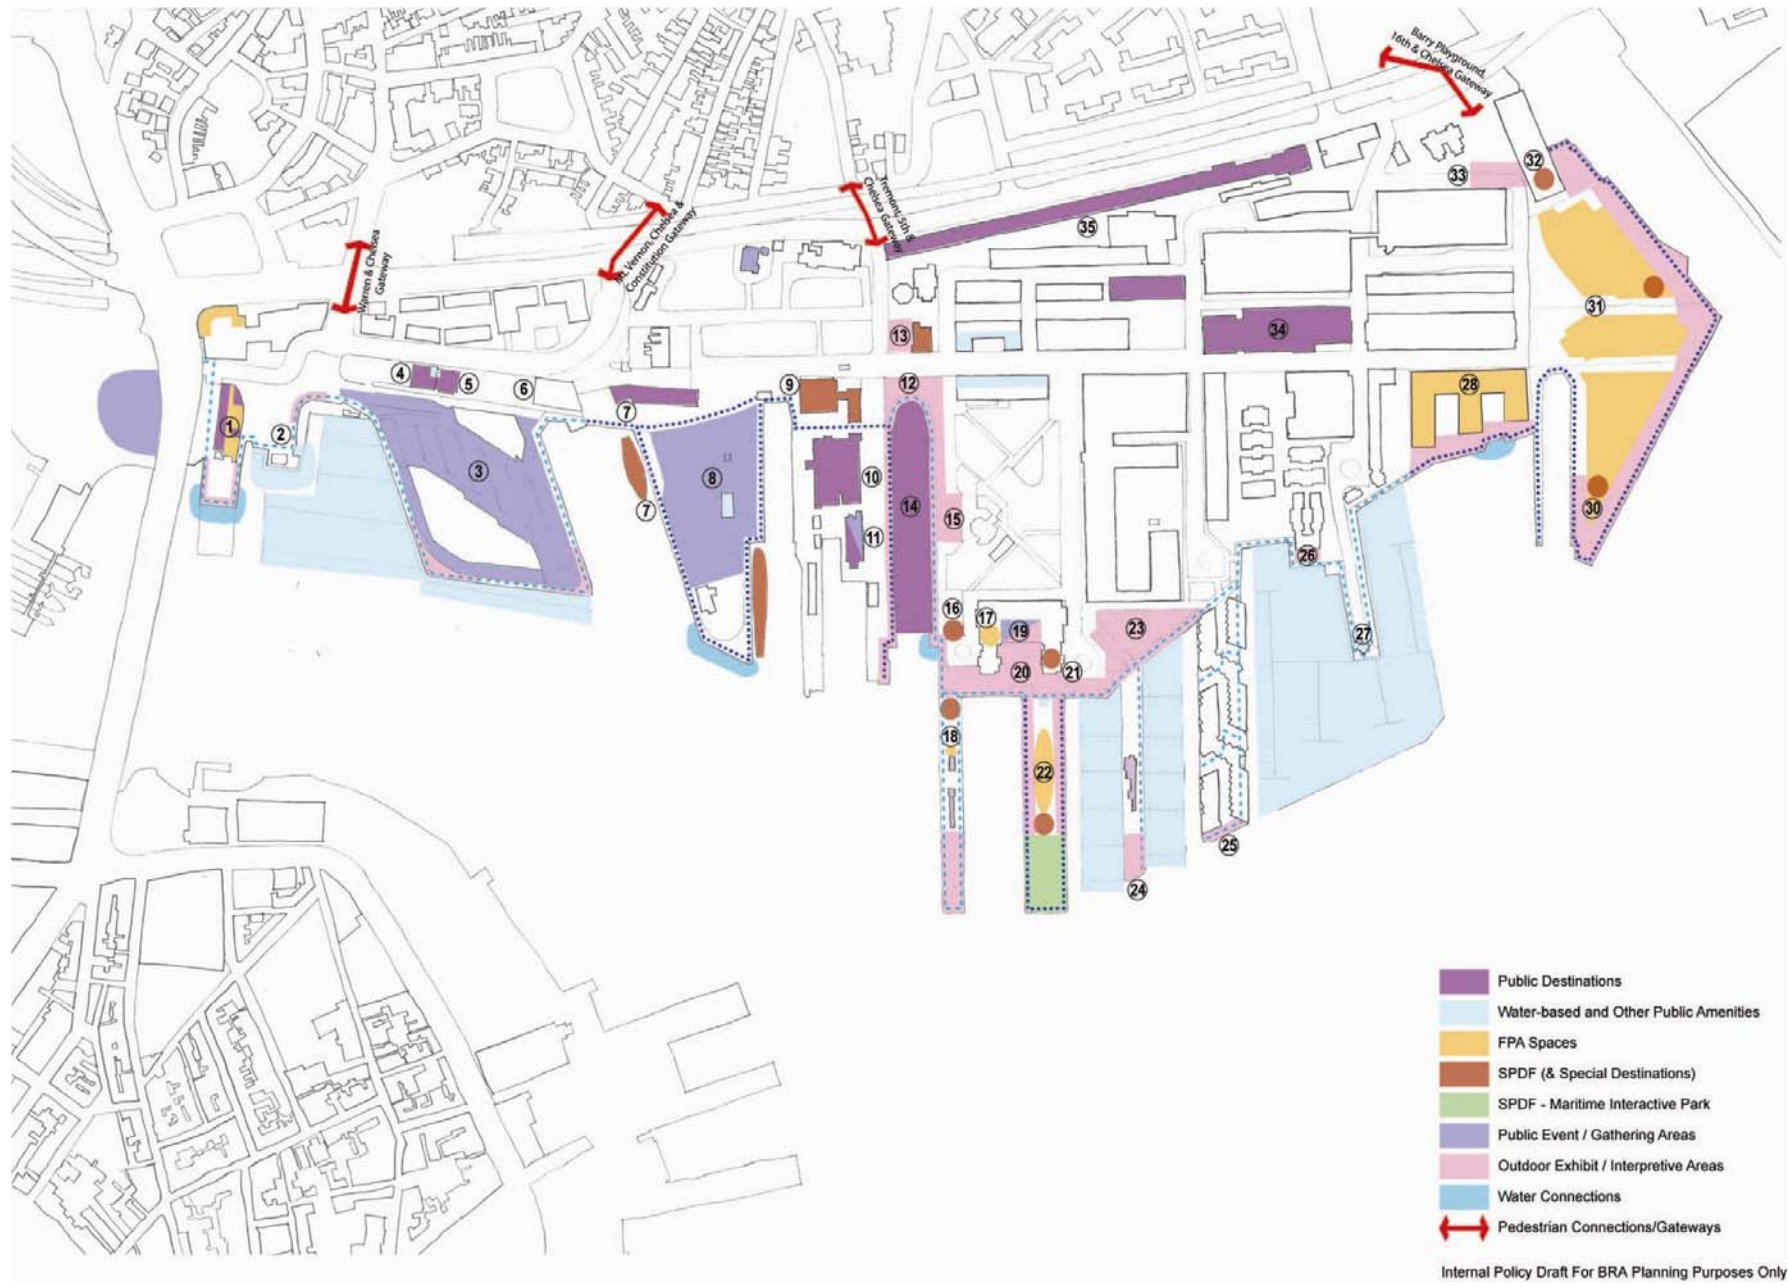 Barry Playground,
16th & Chelsea Gateway
Tremont, 5th &
Chelsea Gateway
Mt. Vernon, Chelsea &
Constitution Gateway
Warren & Chelsea
Gateway
32
33
35
31
34
13
4
5
6
9
12
28
7
1
2
3
8
10
14
7
11
15
30
26
16
17
19
23
27
20
21
18
22
25
24
Public Destinations
Water-based and Other Public Amenities
FPA Spaces
SPDF (& Special Destinations)
SPDF - Maritime Interactive Park
Public Event / Gathering Areas
Outdoor Exhibit / Interpretive Areas
Water Connections
Pedestrian Connections/Gateways
Internal Policy Draft For BRA Planning Purposes Only